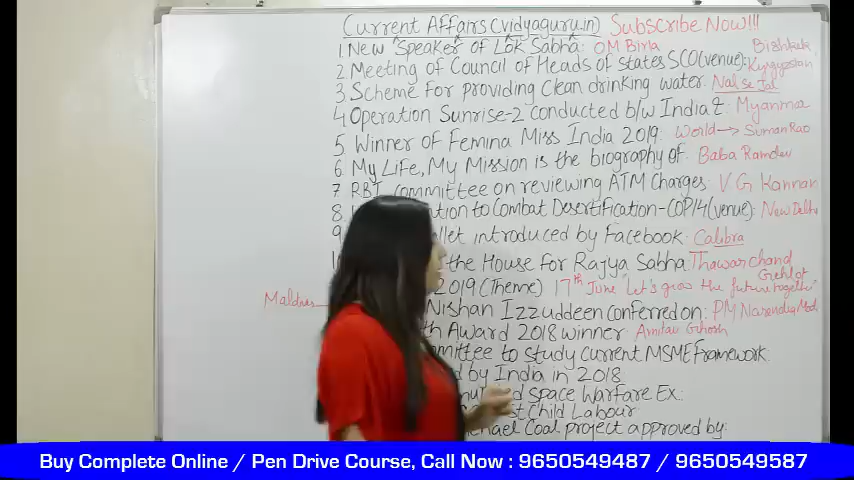 Current Affairs (vidyaguru.in) Subscribe Now!!!
1. New Speaker of Lok Sabha: OM Birla
2. Meeting of Council of Heads of states SCO(venue): Bishkek, Kyrgyzstan
3. Scheme for providing Clean drinking water Nal se Jal
4 Operation Sunrise-2 conducted b/w India & Myanma
5 Winner of Femina Miss India 2019: World → Suman Rao
6 My Life, My Mission is the biography of: Baba Ramdev
7 RBI committee on reviewing ATM Charges: V. G Kannan
8 to Combat Desertification-COP14(venue): New Delhi
9 introduced by Facebook: Calibra
the House for Rajya Sabha: Thawar chand Gehlot
2019(Theme) 17th June "Let's grow the future together"
Maldives Nishan Izzuddeen conferred on: PM Narendra Modi
Award 2018 winner: Amitav Ghosh
to study current MSME framework
by India in 2018
Space Warfare Ex:
Child Labour
Coal project approved by:
Buy Complete Online / Pen Drive Course, Call Now : 9650549487 / 9650549587